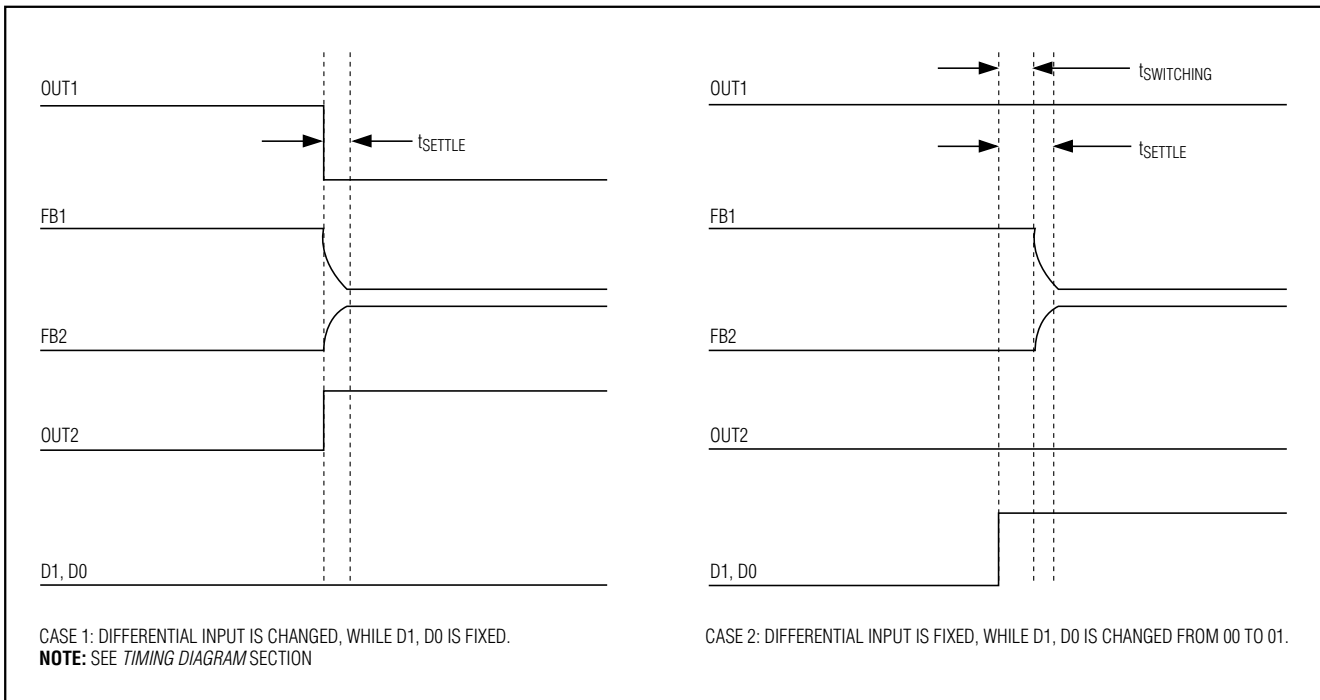 OUT1
tSETTLE
FB1
FB2
OUT2
D1, D0
CASE 1: DIFFERENTIAL INPUT IS CHANGED, WHILE D1, D0 IS FIXED.
NOTE: SEE TIMING DIAGRAM SECTION
tSWITCHING
OUT1
tSETTLE
FB1
FB2
OUT2
D1, D0
CASE 2: DIFFERENTIAL INPUT IS FIXED, WHILE D1, D0 IS CHANGED FROM 00 TO 01.